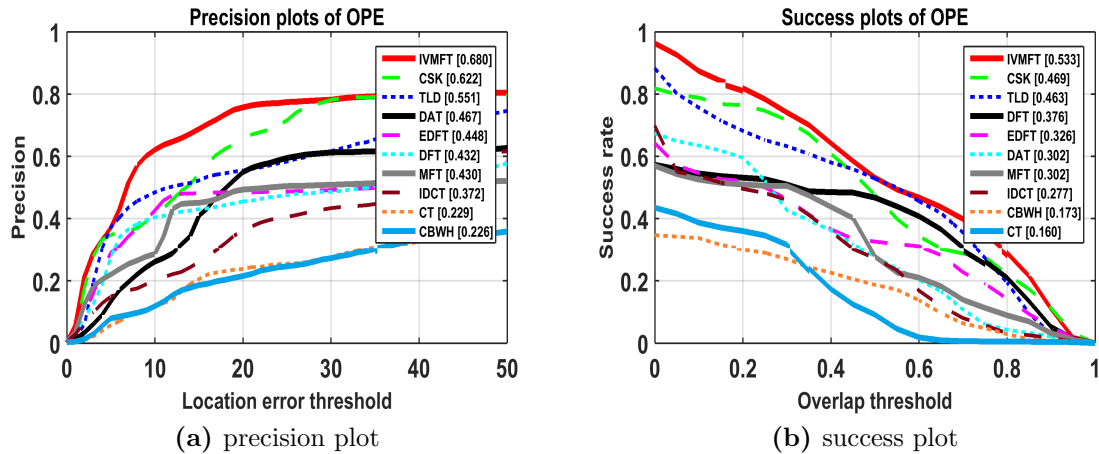 Precision plots of OPE
1
0.8
0.6
0.4
0.2
0
Precision
IVMFT [0.680]
CSK [0.622]
TLD [0.551]
DAT [0.467]
EDFT [0.448]
DFT [0.432]
MFT [0.430]
IDCT [0.372]
CT [0.229]
CBWH [0.226]
0 10 20 30 40 50
Location error threshold
(a) precision plot
Success plots of OPE
1
0.8
0.6
0.4
0.2
0
Success rate
IVMFT [0.533]
CSK [0.469]
TLD [0.463]
DFT [0.376]
EDFT [0.326]
DAT [0.302]
MFT [0.302]
IDCT [0.277]
CBWH [0.173]
CT [0.160]
0 0.2 0.4 0.6 0.8 1
Overlap threshold
(b) success plot